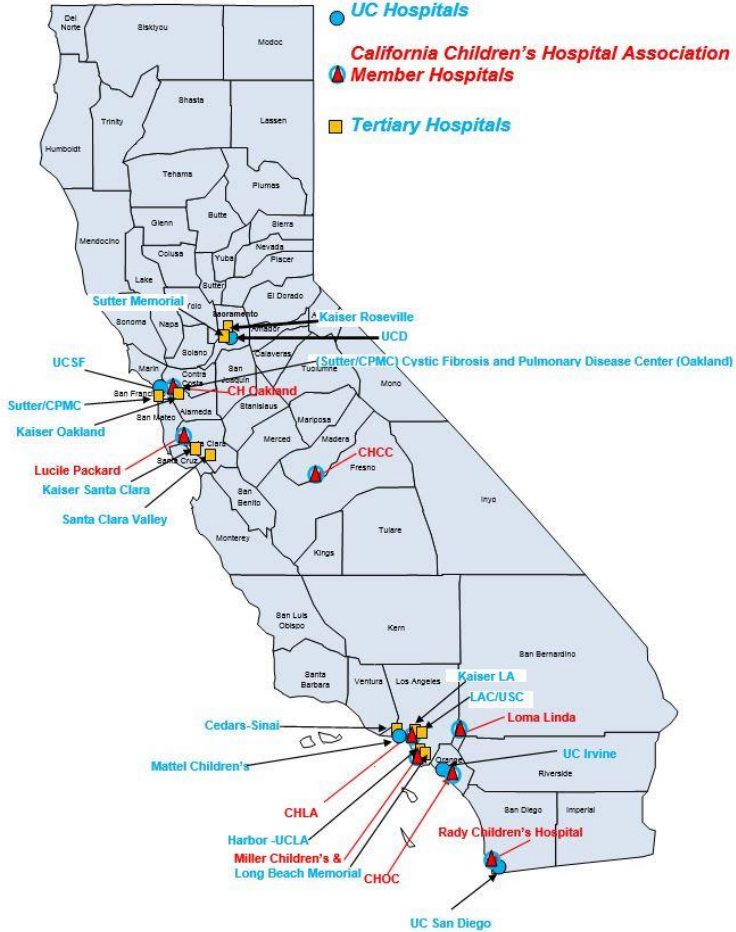 UC Hospitals
California Children's Hospital Association
Member Hospitals
Tertiary Hospitals
Del
Norte
Siskiyou
Modoc
Humboldt
Trinity
Shasta
Lassen
Tehama
Plumas
Mendocino
Glenn
Butte
Sierra
Colusa
Nevada
Lake
Yuba
Placer
Sutter
El Dorado
Sutter Memorial
Yolo
Sacramento
Kaiser Roseville
Sonoma
Napa
Amador
UCD
Solano
Calaveras
UCSF
Marin
Contra
Costa
San
Joaquin
Tuolumne
(Sutter/CPMC) Cystic Fibrosis and Pulmonary Disease Center (Oakland)
Mono
San Franci
CH Oakland
Sutter/CPMC
Alameda
Stanislaus
San Mateo
Mariposa
Kaiser Oakland
Merced
Madera
ta Clara
CHCC
Santa Cruz
Fresno
Lucile Packard
Kaiser Santa Clara
San
Benito
Inyo
Santa Clara Valley
Monterey
Kings
Tulare
San Luis
Obispo
Kern
San Bernardino
Santa
Barbara
Ventura
Los Angeles
Kaiser LA
LAC/USC
Loma Linda
Cedars-Sinai
Orange
UC Irvine
Mattel Children's
Riverside
CHLA
San Diego
Imperial
Rady Children's Hospital
Harbor -UCLA
Miller Children's &
Long Beach Memorial
CHOC
UC San Diego